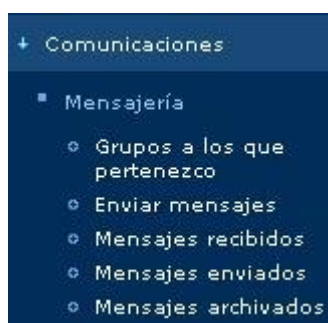 Comunicaciones
Mensajería
Grupos a los que
pertenezco
Enviar mensajes
Mensajes recibidos
Mensajes enviados
Mensajes archivados